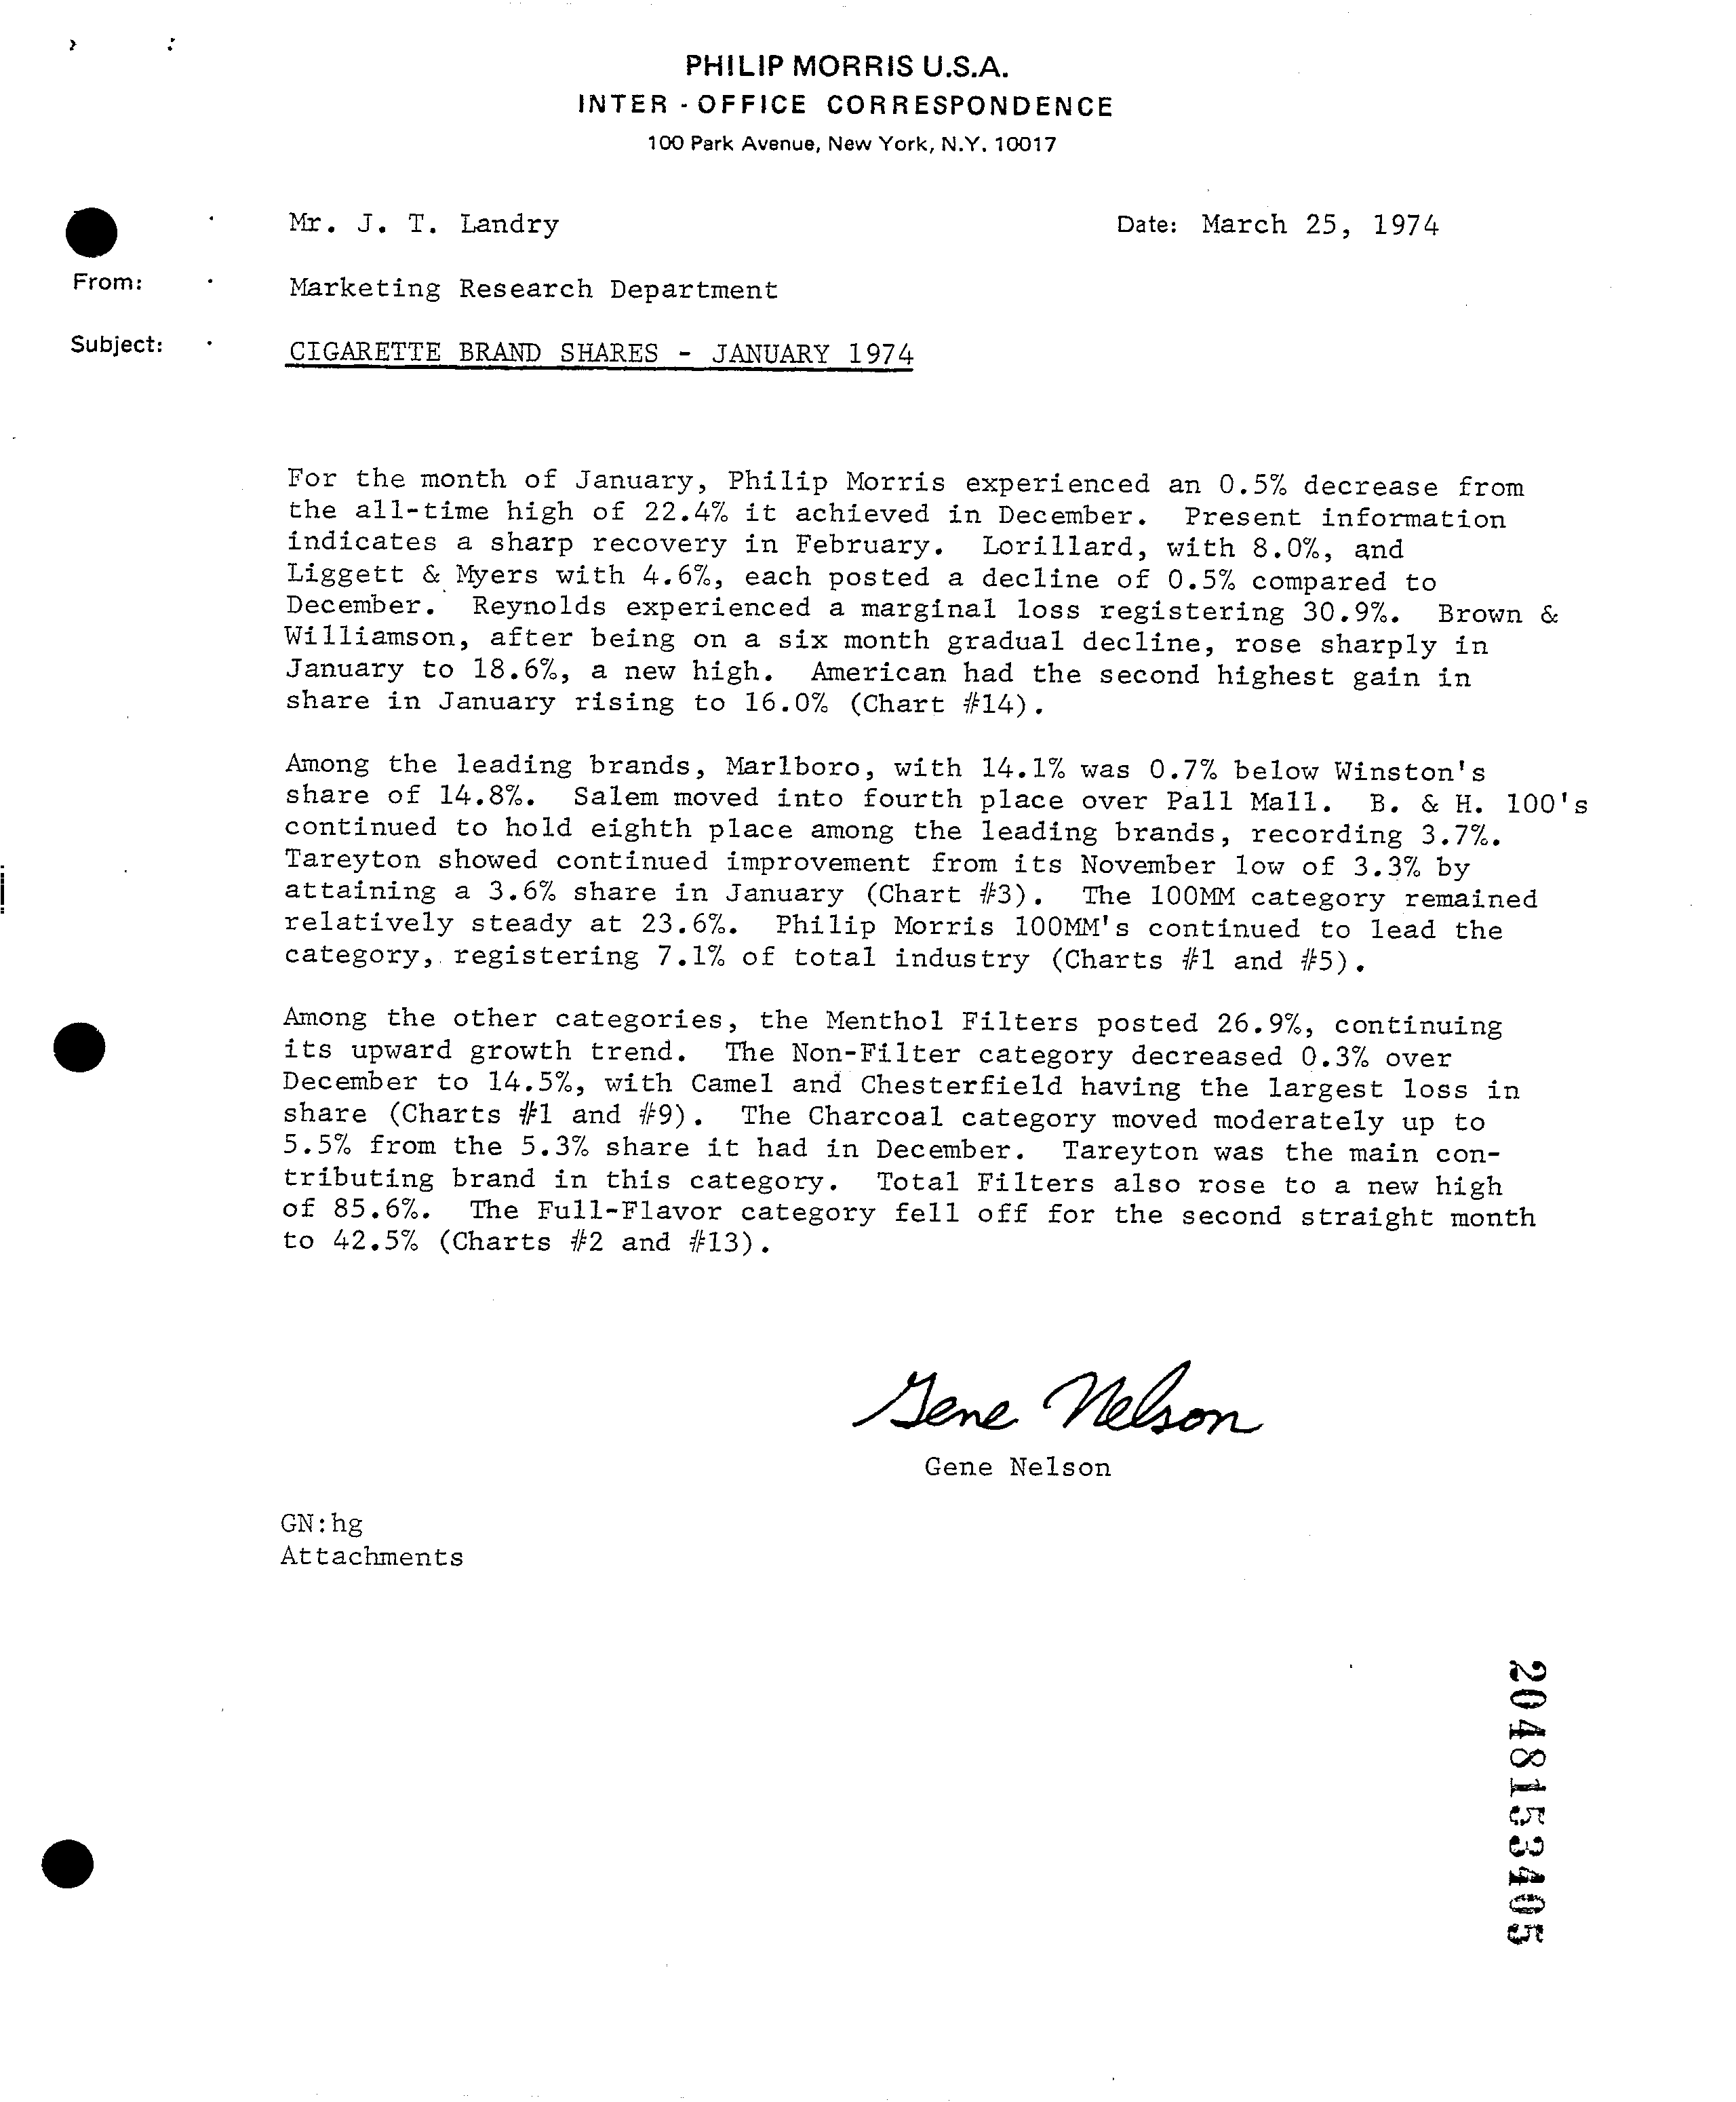 PHILIP MORRIS U.S.A.
INTER - OFFICE CORRESPONDENCE
100 Park Avenue, New York, N.Y. 10017
Mr. J. T. Landry Date: March 25, 1974
From: Marketing Research Department
Subject: CIGARETTE BRAND SHARES - JANUARY 1974
For the month of January, Philip Morris experienced an 0.5% decrease from
the all-time high of 22.4% it achieved in December. Present information
indicates a sharp recovery in February. Lorillard, with 8.0%, and
Liggett & Myers with 4.6%, each posted a decline of 0.5% compared to
December. Reynolds experienced a marginal loss registering 30.9%. Brown &
Williamson, after being on a six month gradual decline, rose sharply in
January to 18.6%, a new high. American had the second highest gain in
share in January rising to 16.0% (Chart #14).
Among the leading brands, Marlboro, with 14.1% was 0.7% below Winston's
share of 14.8%. Salem moved into fourth place over Pall Mall. B. & H. 100's
continued to hold eighth place among the leading brands, recording 3.7%.
Tareyton showed continued improvement from its November low of 3.3% by
attaining a 3.6% share in January (Chart #3). The 100MM category remained
relatively steady at 23.6%. Philip Morris 100MM's continued to lead the
category, registering 7.1% of total industry (Charts #1 and #5).
Among the other categories, the Menthol Filters posted 26.9%, continuing
its upward growth trend. The Non-Filter category decreased 0.3% over
December to 14.5%, with Camel and Chesterfield having the largest loss in
share (Charts #1 and #9). The Charcoal category moved moderately up to
5.5% from the 5.3% share it had in December. Tareyton was the main con-
tributing brand in this category. Total Filters also rose to a new high
of 85.6%. The Full-Flavor category fell off for the second straight month
to 42.5% (Charts #2 and #13).
Gene Nelson
Gene Nelson
GN:hg
Attachments
2048153405